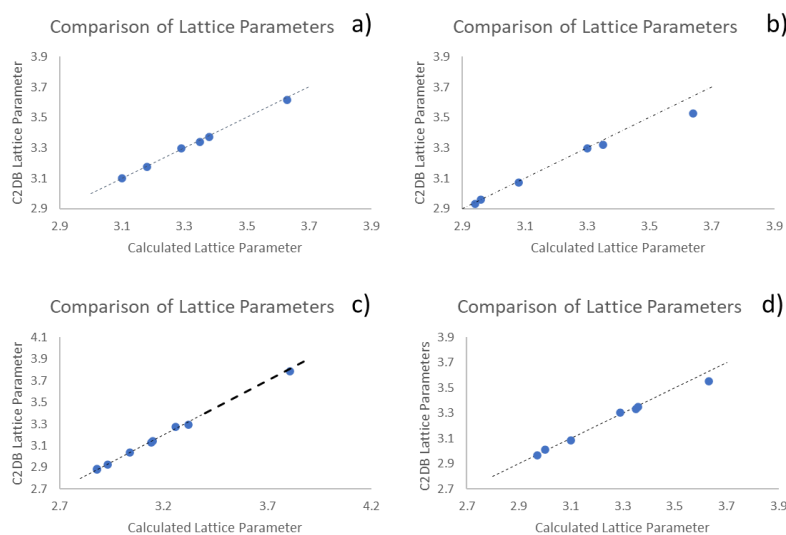 Comparison of Lattice Parameters a)
3.9
3.7
3.5
3.3
3.1
2.9
C2DB Lattice Parameter
2.9 3.1 3.3 3.5 3.7 3.9
Calculated Lattice Parameter
Comparison of Lattice Parameters b)
3.9
3.7
3.5
3.3
3.1
2.9
C2DB Lattice Parameter
2.9 3.1 3.3 3.5 3.7 3.9
Calculated Lattice Parameter
Comparison of Lattice Parameters c)
4.1
3.9
3.7
3.5
3.3
3.1
2.9
2.7
C2DB Lattice Parameters
2.7 3.2 3.7 4.2
Calculated Lattice Parameter
Comparison of Lattice Parameters d)
3.9
3.7
3.5
3.3
3.1
2.9
2.7
C2DB Lattice Parameters
2.7 2.9 3.1 3.3 3.5 3.7 3.9
Calculated Lattice Parameter